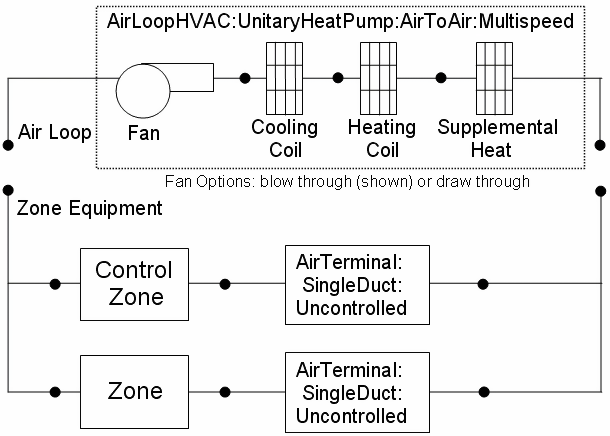 AirLoopHVAC:UnitaryHeatPump:AirToAir:Multispeed
Air Loop
Fan
Cooling
Coil
Heating
Coil
Supplemental
Heat
Fan Options: blow through (shown) or draw through
Zone Equipment
Control
Zone
AirTerminal:
SingleDuct:
Uncontrolled
Zone
AirTerminal:
SingleDuct:
Uncontrolled